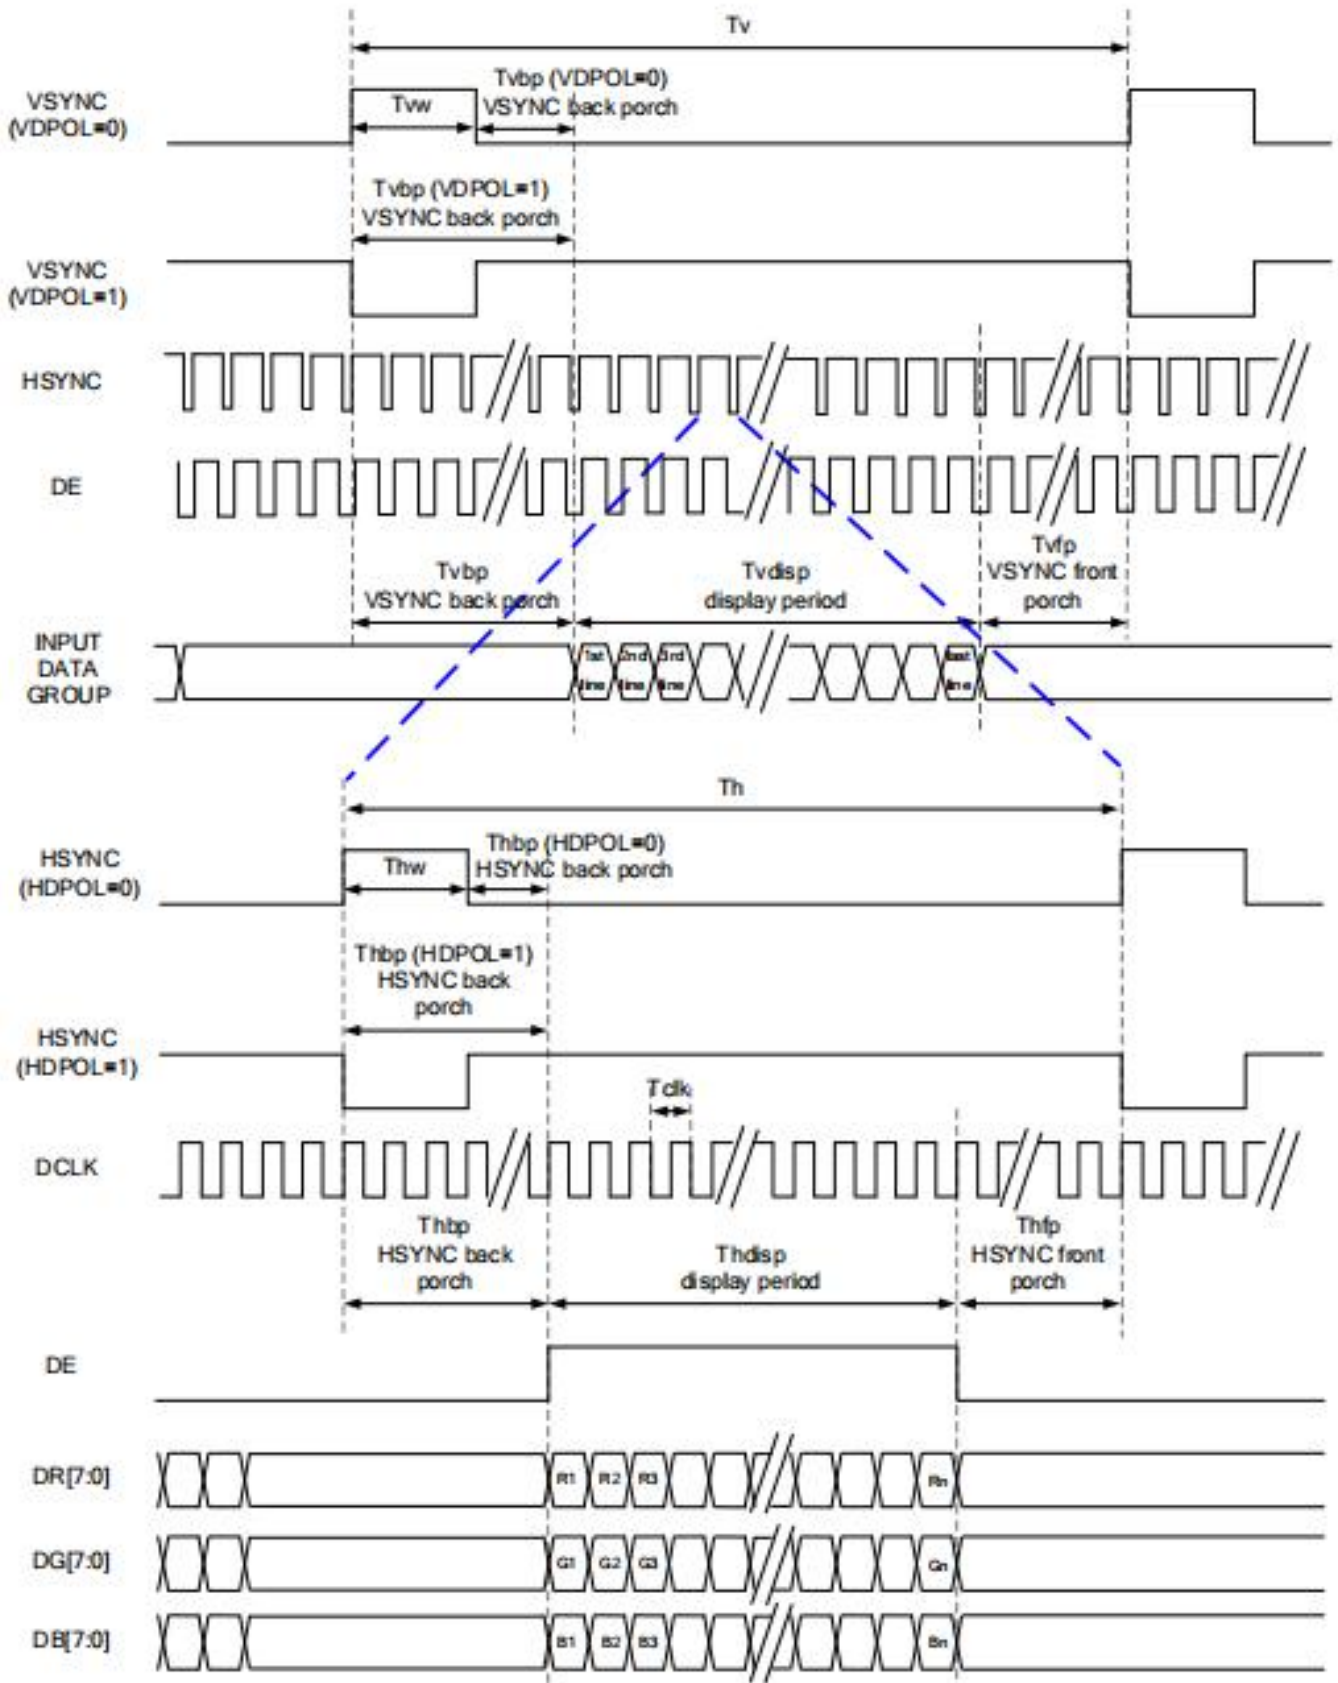 Tv
VSYNC
(VDPOL=0)
Tvw
Tvbp (VDPOL=0)
VSYNC back porch
Tvbp (VDPOL=1)
VSYNC back porch
VSYNC
(VDPOL=1)
HSYNC
DE
Tvbp
VSYNC back porch
Tvdisp
display period
Tvfp
VSYNC front
porch
INPUT
DATA
GROUP
1st
line
2nd
line
3rd
line
last
line
Th
HSYNC
(HDPOL=0)
Thw
Thbp (HDPOL=0)
HSYNC back porch
Thbp (HDPOL=1)
HSYNC back
porch
HSYNC
(HDPOL=1)
Tclk
DCLK
Thbp
HSYNC back
porch
Thdisp
display period
Thfp
HSYNC front
porch
DE
DR[7:0]
R1 R2 R3 Rn
DG[7:0]
G1 G2 G3 Gn
DB[7:0]
B1 B2 B3 Bn